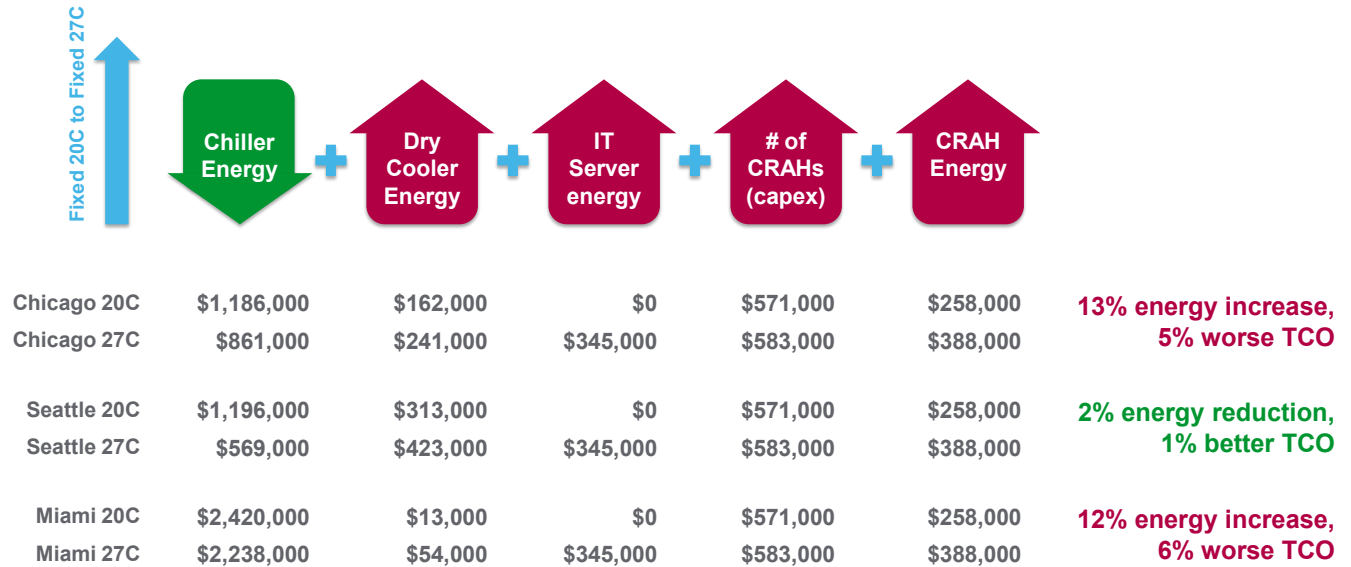 Fixed 20C to Fixed 27C
Chiller
Energy
Dry
Cooler
Energy
IT
Server
energy
# of
CRAHs
(capex)
CRAH
Energy
Chicago 20C $1,186,000 $162,000 $0 $571,000 $258,000
Chicago 27C $861,000 $241,000 $345,000 $583,000 $388,000
13% energy increase,
5% worse TCO
Seattle 20C $1,196,000 $313,000 $0 $571,000 $258,000
Seattle 27C $569,000 $423,000 $345,000 $583,000 $388,000
2% energy reduction,
1% better TCO
Miami 20C $2,420,000 $13,000 $0 $571,000 $258,000
Miami 27C $2,238,000 $54,000 $345,000 $583,000 $388,000
12% energy increase,
6% worse TCO